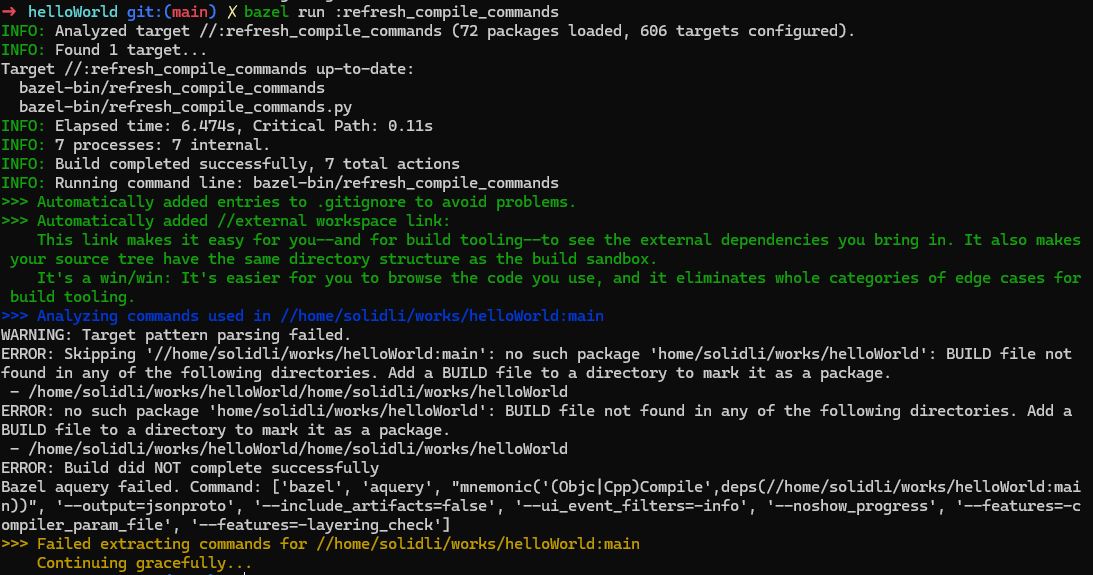 ➜ helloWorld git:(main) ✗ bazel run :refresh_compile_commands
INFO: Analyzed target //:refresh_compile_commands (72 packages loaded, 606 targets configured).
INFO: Found 1 target...
Target //:refresh_compile_commands up-to-date:
  bazel-bin/refresh_compile_commands
  bazel-bin/refresh_compile_commands.py
INFO: Elapsed time: 6.474s, Critical Path: 0.11s
INFO: 7 processes: 7 internal.
INFO: Build completed successfully, 7 total actions
INFO: Running command line: bazel-bin/refresh_compile_commands
>>> Automatically added entries to .gitignore to avoid problems.
>>> Automatically added //external workspace link:
    This link makes it easy for you--and for build tooling--to see the external dependencies you bring in. It also makes
 your source tree have the same directory structure as the build sandbox.
    It's a win/win: It's easier for you to browse the code you use, and it eliminates whole categories of edge cases for
 build tooling.
>>> Analyzing commands used in //home/solidli/works/helloWorld:main
WARNING: Target pattern parsing failed.
ERROR: Skipping '//home/solidli/works/helloWorld:main': no such package 'home/solidli/works/helloWorld': BUILD file not
found in any of the following directories. Add a BUILD file to a directory to mark it as a package.
 - /home/solidli/works/helloWorld/home/solidli/works/helloWorld
ERROR: no such package 'home/solidli/works/helloWorld': BUILD file not found in any of the following directories. Add a
BUILD file to a directory to mark it as a package.
 - /home/solidli/works/helloWorld/home/solidli/works/helloWorld
ERROR: Build did NOT complete successfully
Bazel aquery failed. Command: ['bazel', 'aquery', "mnemonic('(Objc|Cpp)Compile',deps(//home/solidli/works/helloWorld:mai
n))", '--output=jsonproto', '--include_artifacts=false', '--ui_event_filters=-info', '--noshow_progress', '--features=-c
ompiler_param_file', '--features=-layering_check']
>>> Failed extracting commands for //home/solidli/works/helloWorld:main
    Continuing gracefully...